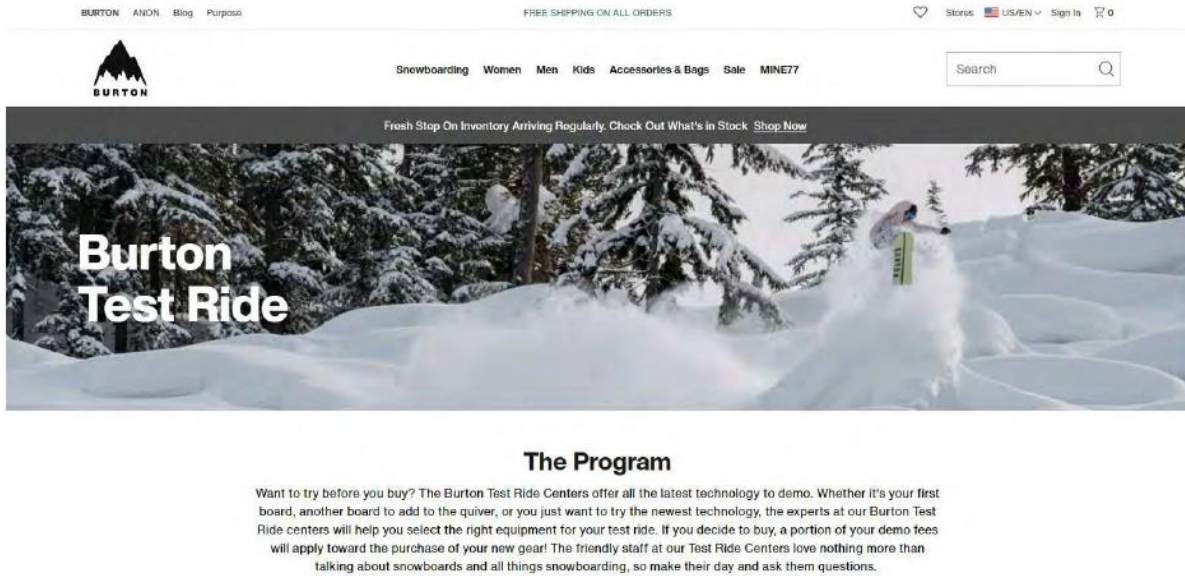 BURTON ANON Blog Purpose FREE SHIPPING ON ALL ORDERS Stores US/EN Sign In 0
BURTON
Snowboarding Women Men Kids Accessories & Bags Sale MINE77 Search
Fresh Step On Inventory Arriving Regularly. Check Out What's in Stock Shop Now
Burton
Test Ride
BURTON
The Program
Want to try before you buy? The Burton Test Ride Centers offer all the latest technology to demo. Whether it's your first
board, another board to add to the quiver, or you just want to try the newest technology, the experts at our Burton Test
Ride centers will help you select the right equipment for your test ride. If you decide to buy, a portion of your demo fees
will apply toward the purchase of your new gear! The friendly staff at our Test Ride Centers love nothing more than
talking about snowboards and all things snowboarding, so make their day and ask them questions.